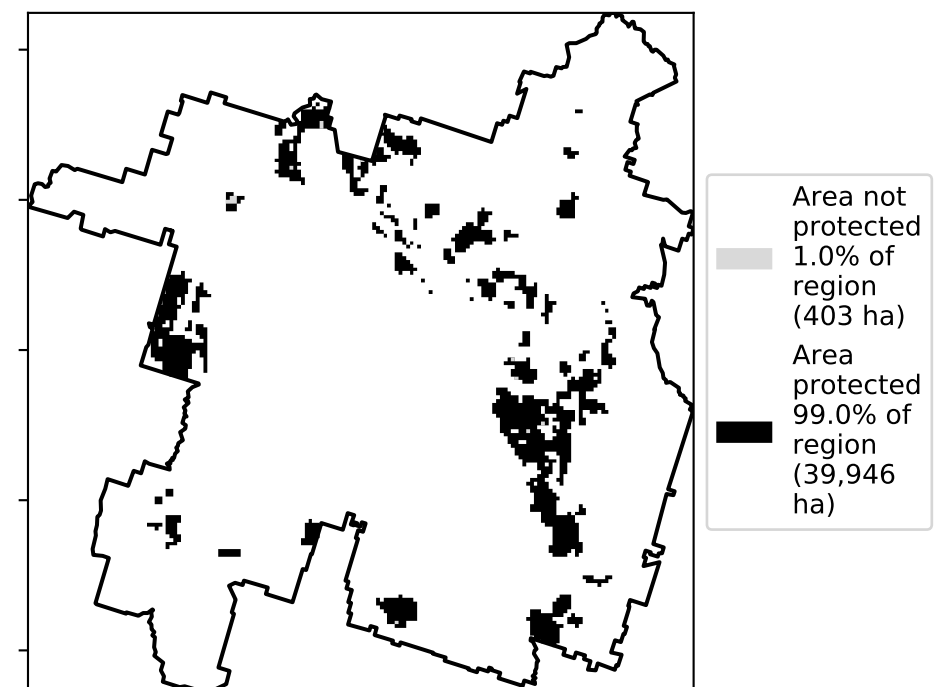 Area not
protected
1.0% of
region
(403 ha)
Area
protected
99.0% of
region
(39,946
ha)